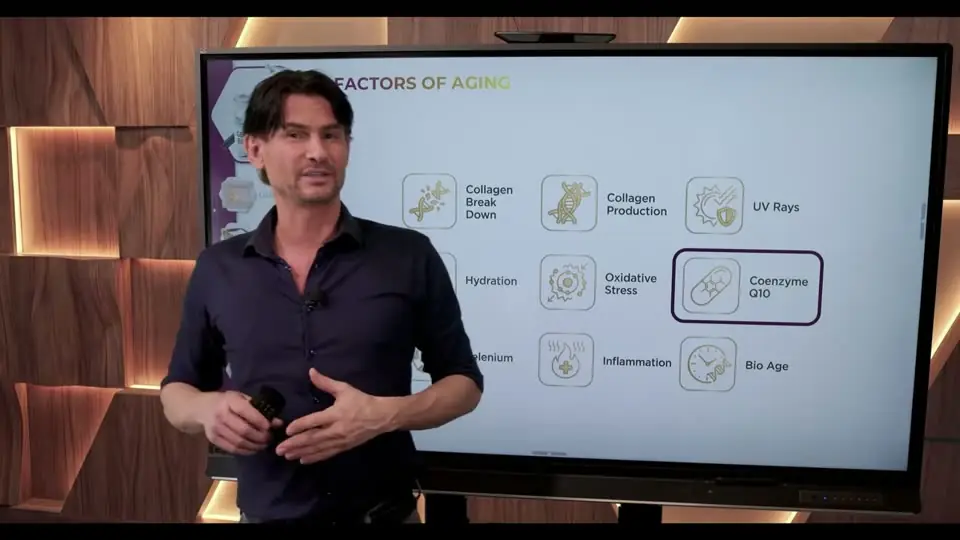 FACTORS OF AGING
Collagen
Break
Down
Collagen
Production
UV Rays
Hydration
Oxidative
Stress
Coenzyme
Q10
elenium
Inflammation
Bio Age